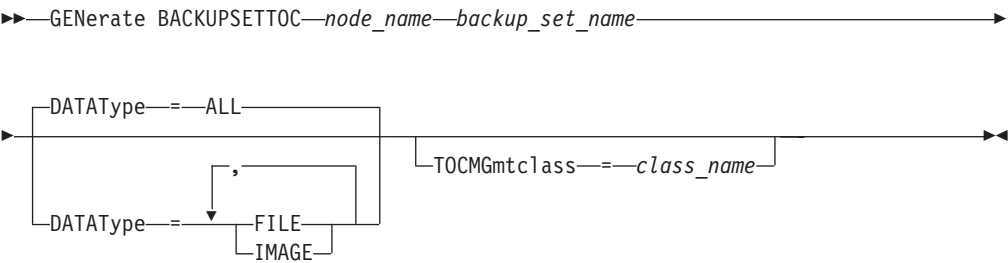 GENerate BACKUPSETTOC node_name backup_set_name
DATAType = ALL
TOCMGmtclass = class_name
,
DATAType = FILE
IMAGE